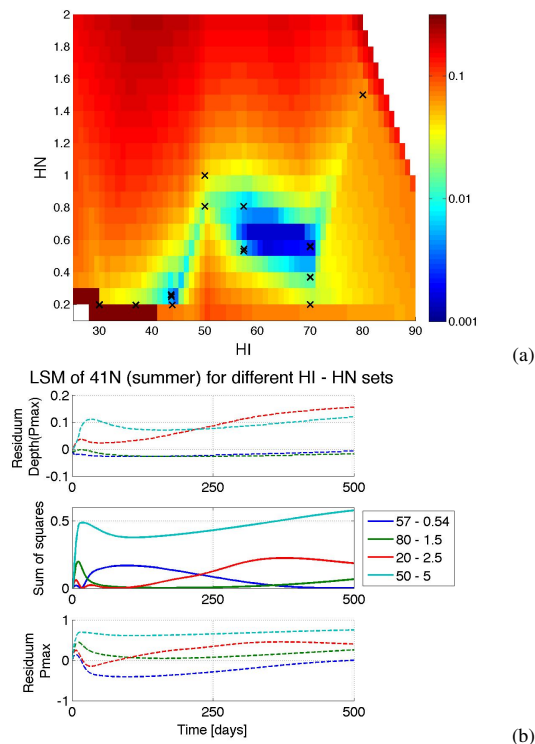 2
1.8
1.6
1.4
1.2
1
0.8
0.6
0.4
0.2
HN
30
40
50
60
70
80
90
HI
0.1
0.01
0.001
(a)
LSM of 41N (summer) for different HI - HN sets
0.2
0.1
0
-0.1
Residuum
Depth(Pmax)
0
250
500
0.5
0
Sum of squares
0
250
500
57 - 0.54
80 - 1.5
20 - 2.5
50 - 5
1
0
-1
Residuum
Pmax
0
250
500
Time [days]
(b)